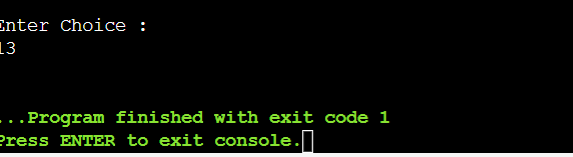 Enter Choice :
13
...Program finished with exit code 1
Press ENTER to exit console.